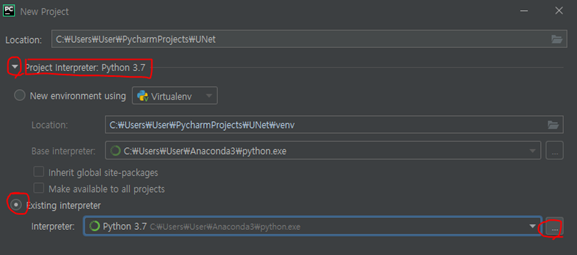 PC New Project
Location: C:₩Users₩User₩PycharmProjects₩UNet
Project Interpreter: Python 3.7
New environment using Virtualenv
Location: C:₩Users₩User₩PycharmProjects₩UNet₩venv
Base interpreter: C:₩Users₩User₩Anaconda3₩python.exe ...
Inherit global site-packages
Make available to all projects
Existing interpreter
Interpreter: Python 3.7 C:₩Users₩User₩Anaconda3₩python.exe ...